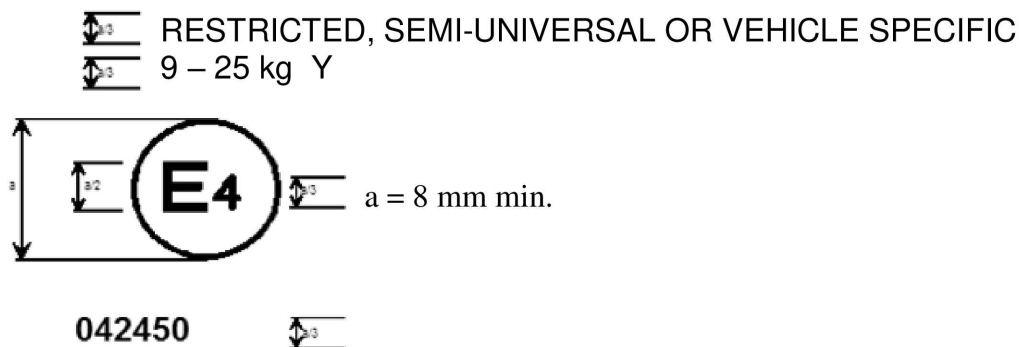 a/3 RESTRICTED, SEMI-UNIVERSAL OR VEHICLE SPECIFIC
a/3 9 – 25 kg Y
a a/2 E4 a/3 a = 8 mm min.
042450 a/3